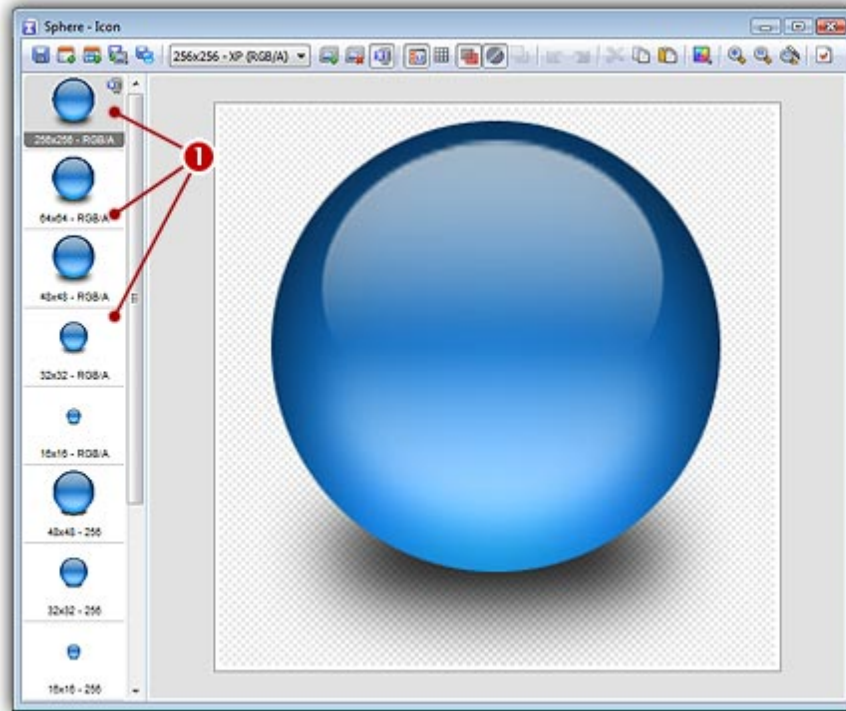 Sphere - Icon
256x256 - XP (RGB/A)
256x256 - RGB/A
1
64x64 - RGB/A
48x48 - RGB/A
32x32 - RGB/A
16x16 - RGB/A
48x48 - 256
32x32 - 256
16x16 - 256